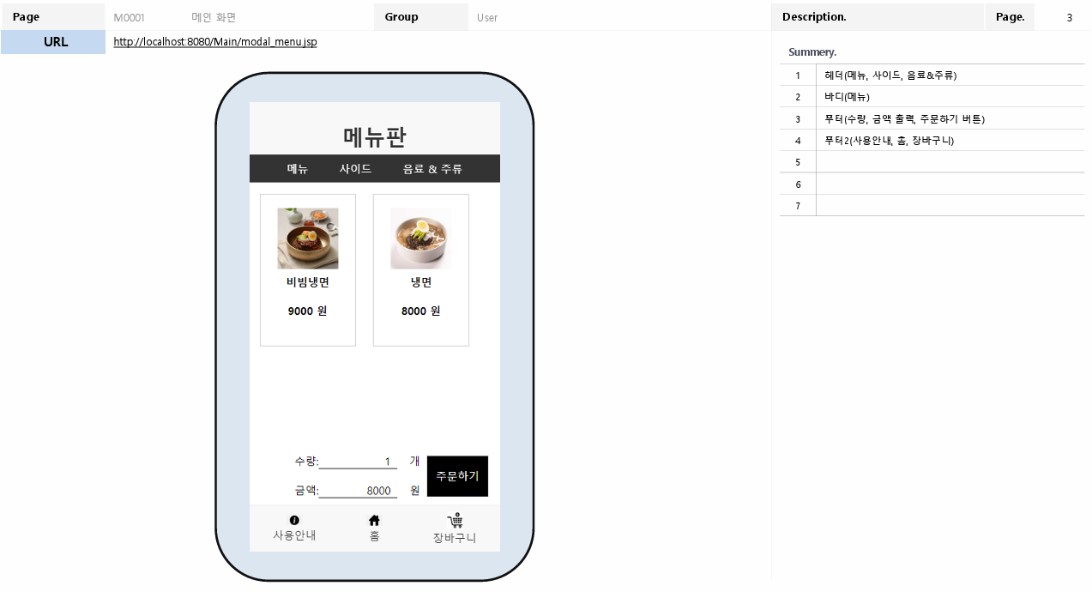 Page M0001 메인 화면 Group User Description. Page. 3
URL http://localhost:8080/Main/modal_menu.jsp
Summery.
1 헤더(메뉴, 사이드, 음료&주류)
2 바디(메뉴)
3 푸터(수량, 금액 출력, 주문하기 버튼)
4 푸터2(사용안내, 홈, 장바구니)
5
6
7
메뉴판
메뉴 사이드 음료 & 주류
비빔냉면 냉면
9000 원 8000 원
수량: 1 개
주문하기
금액: 8000 원
사용안내 홈 장바구니